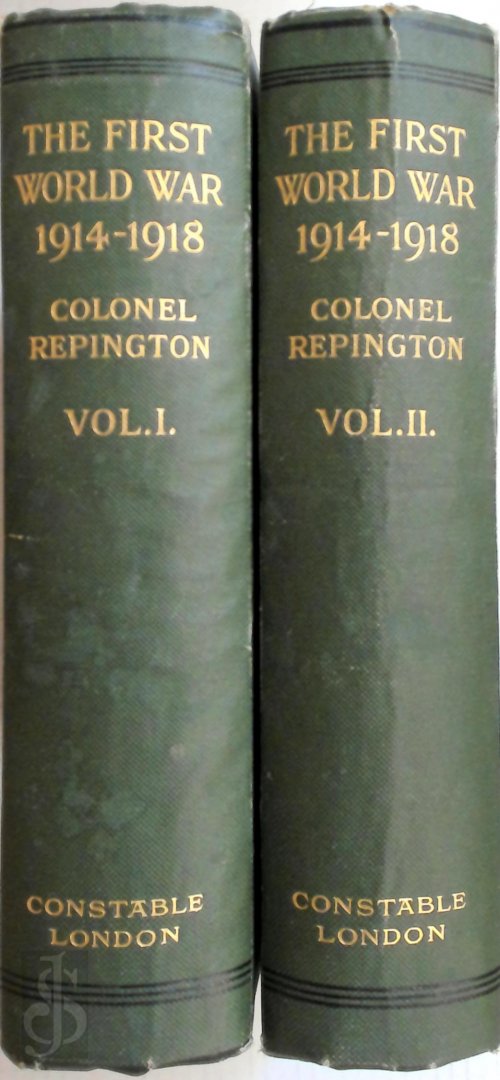 THE FIRST
WORLD WAR
1914-1918
COLONEL
REPINGTON
VOL.I.
CONSTABLE
LONDON
THE FIRST
WORLD WAR
1914-1918
COLONEL
REPINGTON
VOL.II.
CONSTABLE
LONDON